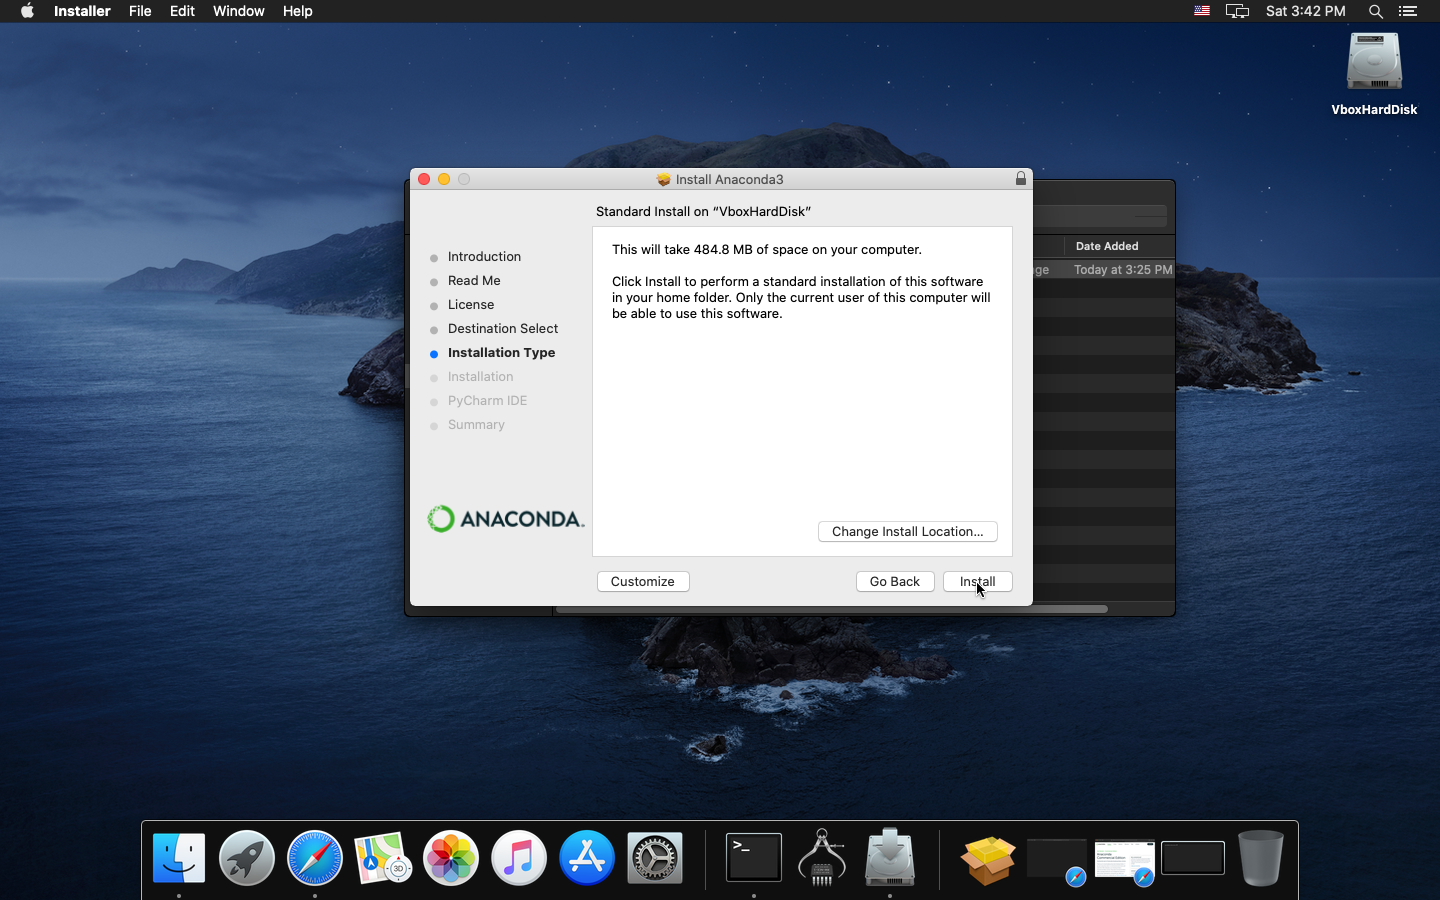 Installer File Edit Window Help Sat 3:42 PM
VboxHardDisk
Install Anaconda3
Standard Install on “VboxHardDisk”
Introduction
Read Me
License
Destination Select
Installation Type
Installation
PyCharm IDE
Summary
ANACONDA
This will take 484.8 MB of space on your computer.
Click Install to perform a standard installation of this software
in your home folder. Only the current user of this computer will
be able to use this software.
Change Install Location...
Customize
Go Back
Install
Date Added
ge Today at 3:25 PM
3D
>_